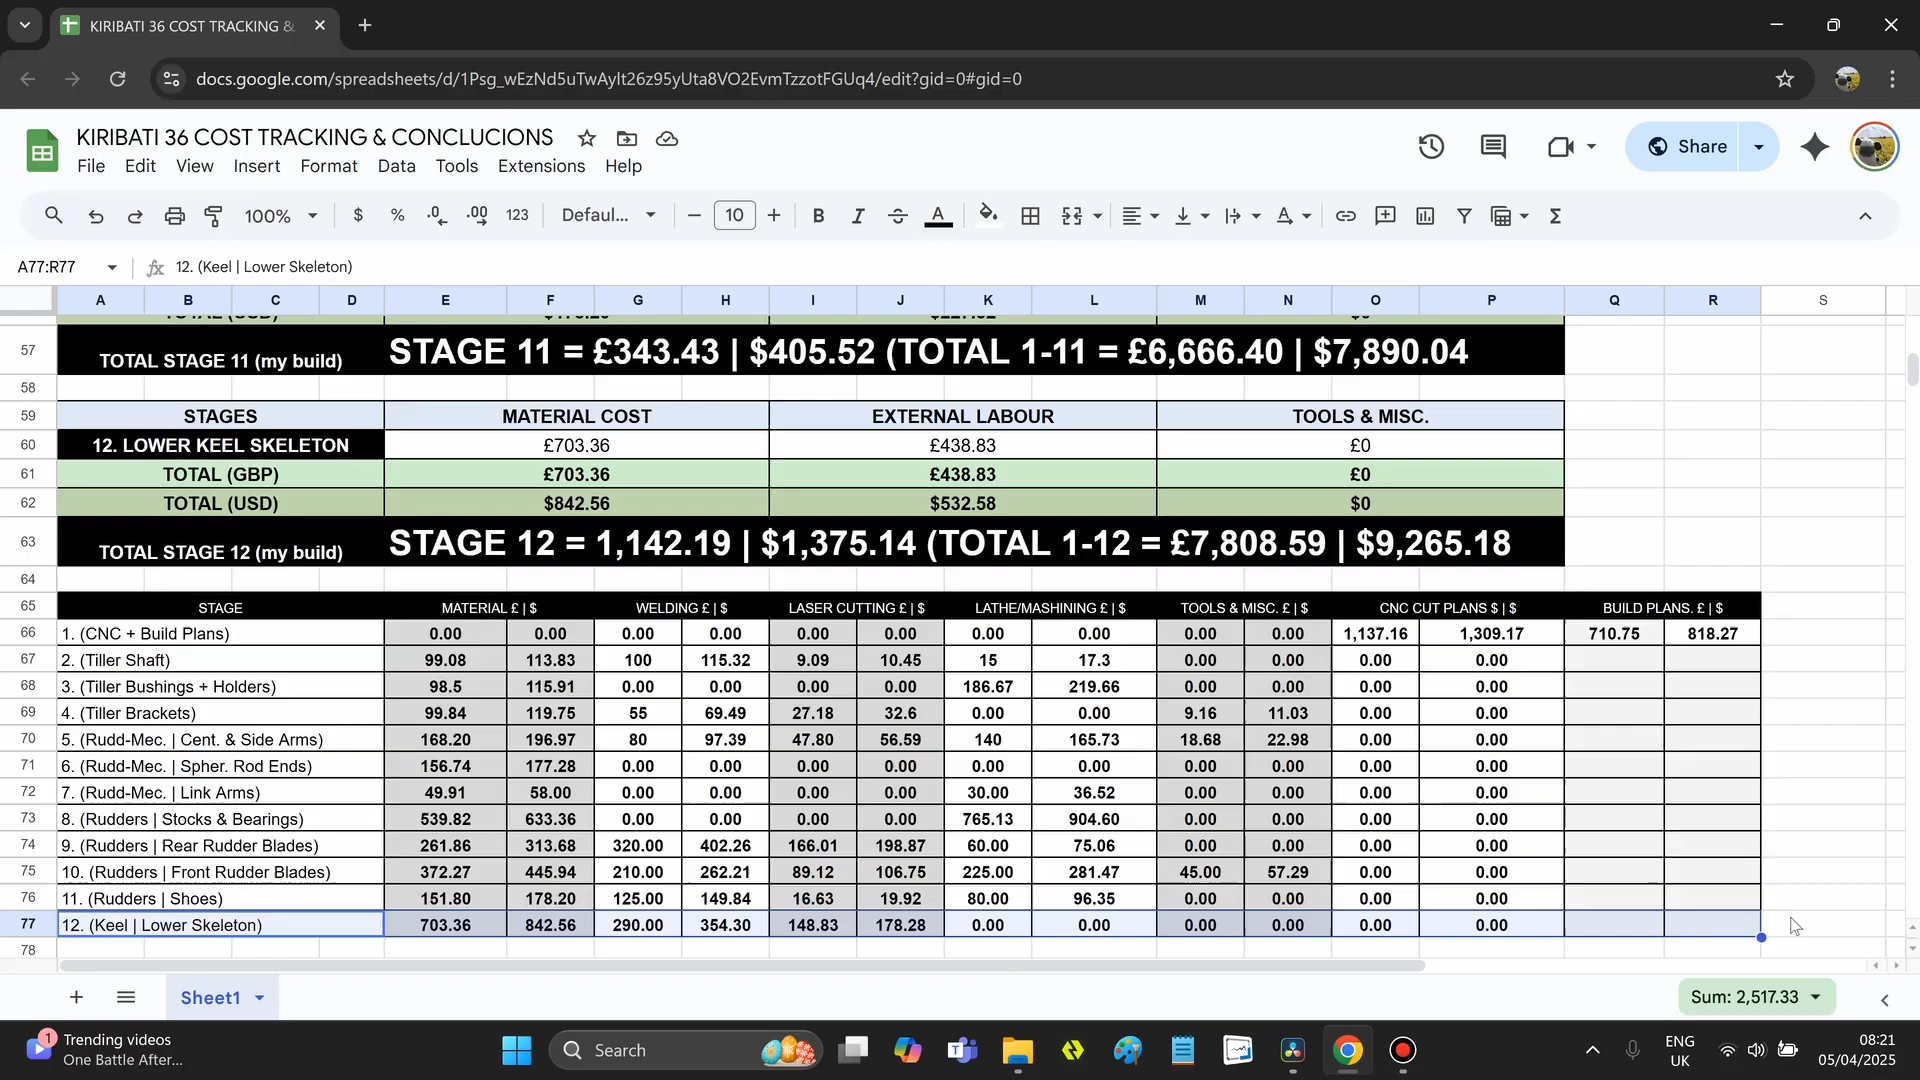 KIRIBATI 36 COST TRACKING &
docs.google.com/spreadsheets/d/1Psg_wEzNd5uTwAylt26z95yUta8VO2EvmTzzotFGUq4/edit?gid=0#gid=0
KIRIBATI 36 COST TRACKING & CONCLUCIONS
File Edit View Insert Format Data Tools Extensions Help
Share
100% $ % .0 .00 123 Defaul... 10 B I S A
A77:R77 fx 12. (Keel | Lower Skeleton)
A B C D E F G H I J K L M N O P Q R S
57 TOTAL STAGE 11 (my build) STAGE 11 = £343.43 | $405.52 (TOTAL 1-11 = £6,666.40 | $7,890.04
58
59 STAGES MATERIAL COST EXTERNAL LABOUR TOOLS & MISC.
60 12. LOWER KEEL SKELETON £703.36 £438.83 £0
61 TOTAL (GBP) £703.36 £438.83 £0
62 TOTAL (USD) $842.56 $532.58 $0
63 TOTAL STAGE 12 (my build) STAGE 12 = 1,142.19 | $1,375.14 (TOTAL 1-12 = £7,808.59 | $9,265.18
64
65 STAGE MATERIAL £ | $ WELDING £ | $ LASER CUTTING £ | $ LATHE/MASHINING £ | $ TOOLS & MISC. £ | $ CNC CUT PLANS $ | $ BUILD PLANS. £ | $
66 1. (CNC + Build Plans) 0.00 0.00 0.00 0.00 0.00 0.00 0.00 0.00 0.00 0.00 1,137.16 1,309.17 710.75 818.27
67 2. (Tiller Shaft) 99.08 113.83 100 115.32 9.09 10.45 15 17.3 0.00 0.00 0.00 0.00
68 3. (Tiller Bushings + Holders) 98.5 115.91 0.00 0.00 0.00 0.00 186.67 219.66 0.00 0.00 0.00 0.00
69 4. (Tiller Brackets) 99.84 119.75 55 69.49 27.18 32.6 0.00 0.00 9.16 11.03 0.00 0.00
70 5. (Rudd-Mec. | Cent. & Side Arms) 168.20 196.97 80 97.39 47.80 56.59 140 165.73 18.68 22.98 0.00 0.00
71 6. (Rudd-Mec. | Spher. Rod Ends) 156.74 177.28 0.00 0.00 0.00 0.00 0.00 0.00 0.00 0.00 0.00 0.00
72 7. (Rudd-Mec. | Link Arms) 49.91 58.00 0.00 0.00 0.00 0.00 30.00 36.52 0.00 0.00 0.00 0.00
73 8. (Rudders | Stocks & Bearings) 539.82 633.36 0.00 0.00 0.00 0.00 765.13 904.60 0.00 0.00 0.00 0.00
74 9. (Rudders | Rear Rudder Blades) 261.86 313.68 320.00 402.26 166.01 198.87 60.00 75.06 0.00 0.00 0.00 0.00
75 10. (Rudders | Front Rudder Blades) 372.27 445.94 210.00 262.21 89.12 106.75 225.00 281.47 45.00 57.29 0.00 0.00
76 11. (Rudders | Shoes) 151.80 178.20 125.00 149.84 16.63 19.92 80.00 96.35 0.00 0.00 0.00 0.00
77 12. (Keel | Lower Skeleton) 703.36 842.56 290.00 354.30 148.83 178.28 0.00 0.00 0.00 0.00 0.00 0.00
78
Sheet1 Sum: 2,517.33
1 Trending videos
One Battle After...
Search
ENG
UK
08:21
05/04/2025